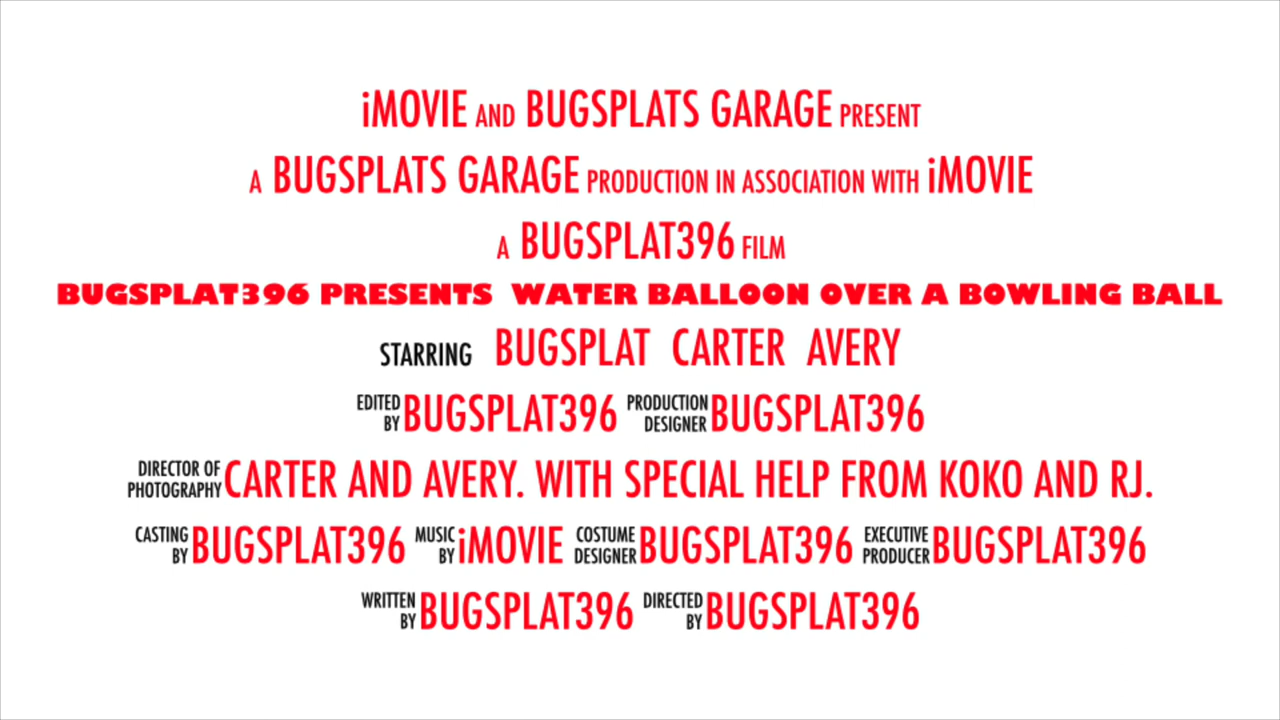 iMOVIE AND BUGSPLATS GARAGE PRESENT
A BUGSPLATS GARAGE PRODUCTION IN ASSOCIATION WITH iMOVIE
A BUGSPLAT396 FILM
BUGSPLAT396 PRESENTS WATER BALLOON OVER A BOWLING BALL
STARRING BUGSPLAT CARTER AVERY
EDITED BY BUGSPLAT396 PRODUCTION DESIGNER BUGSPLAT396
DIRECTOR OF PHOTOGRAPHY CARTER AND AVERY. WITH SPECIAL HELP FROM KOKO AND RJ.
CASTING BY BUGSPLAT396 MUSIC BY iMOVIE COSTUME DESIGNER BUGSPLAT396 EXECUTIVE PRODUCER BUGSPLAT396
WRITTEN BY BUGSPLAT396 DIRECTED BY BUGSPLAT396